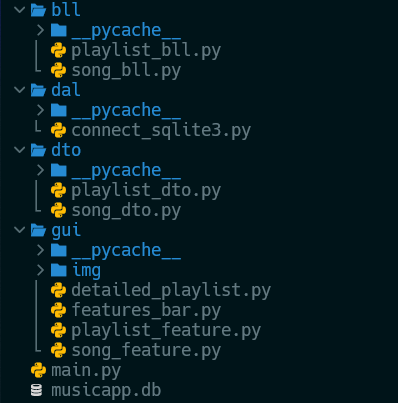 bll
__pycache__
playlist_bll.py
song_bll.py
dal
__pycache__
connect_sqlite3.py
dto
__pycache__
playlist_dto.py
song_dto.py
gui
__pycache__
img
detailed_playlist.py
features_bar.py
playlist_feature.py
song_feature.py
main.py
musicapp.db